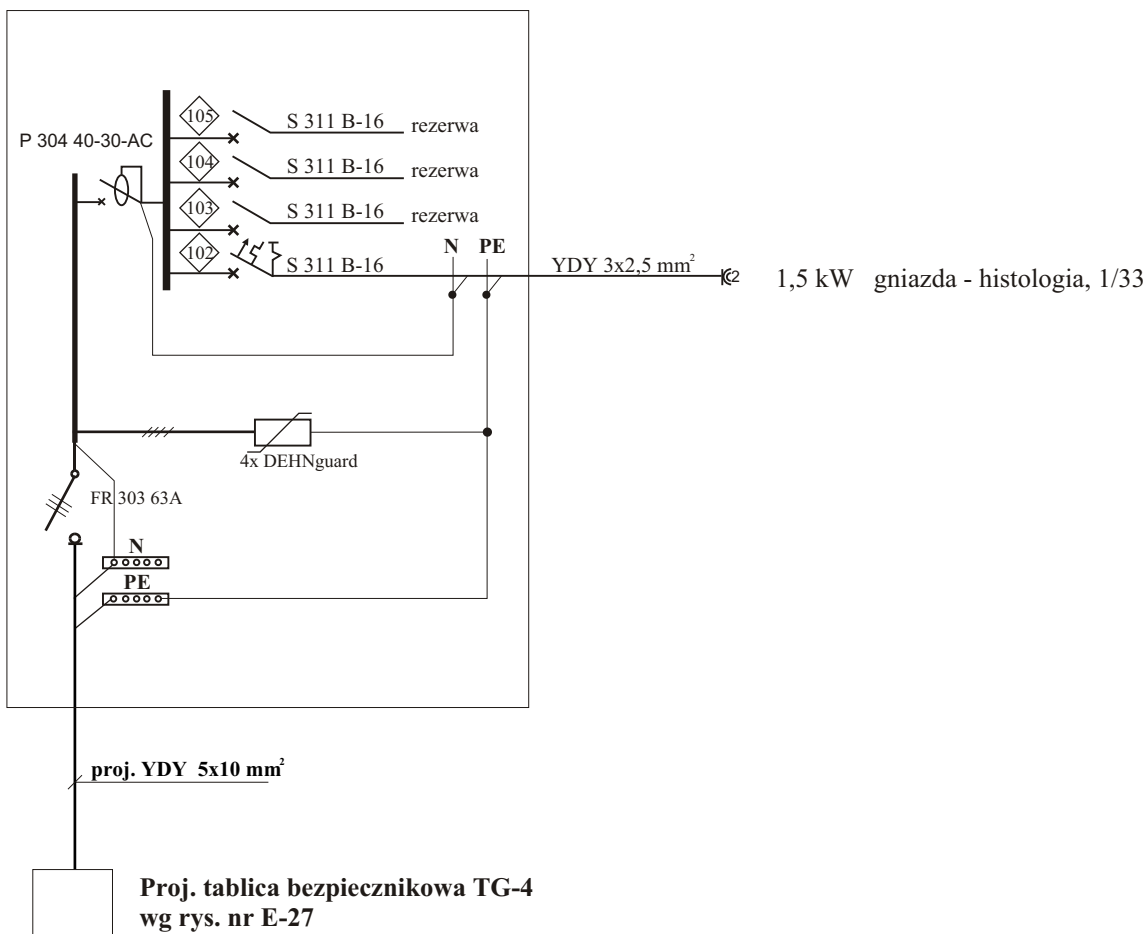 105
S 311 B-16 rezerwa
P 304 40-30-AC
104
S 311 B-16 rezerwa
103
S 311 B-16 rezerwa
102
S 311 B-16
N PE
YDY 3x2,5 mm²
2
1,5 kW gniazda - histologia, 1/33
4x DEHNguard
FR 303 63A
N
PE
proj. YDY 5x10 mm²
Proj. tablica bezpiecznikowa TG-4
wg rys. nr E-27